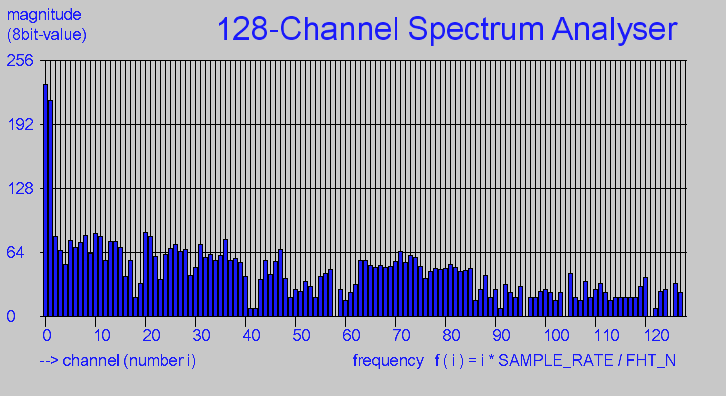 magnitude
(8bit-value)
128-Channel Spectrum Analyser
256
192
128
64
0
0 10 20 30 40 50 60 70 80 90 100 110 120
--> channel (number i)
frequency f ( i ) = i * SAMPLE_RATE / FHT_N